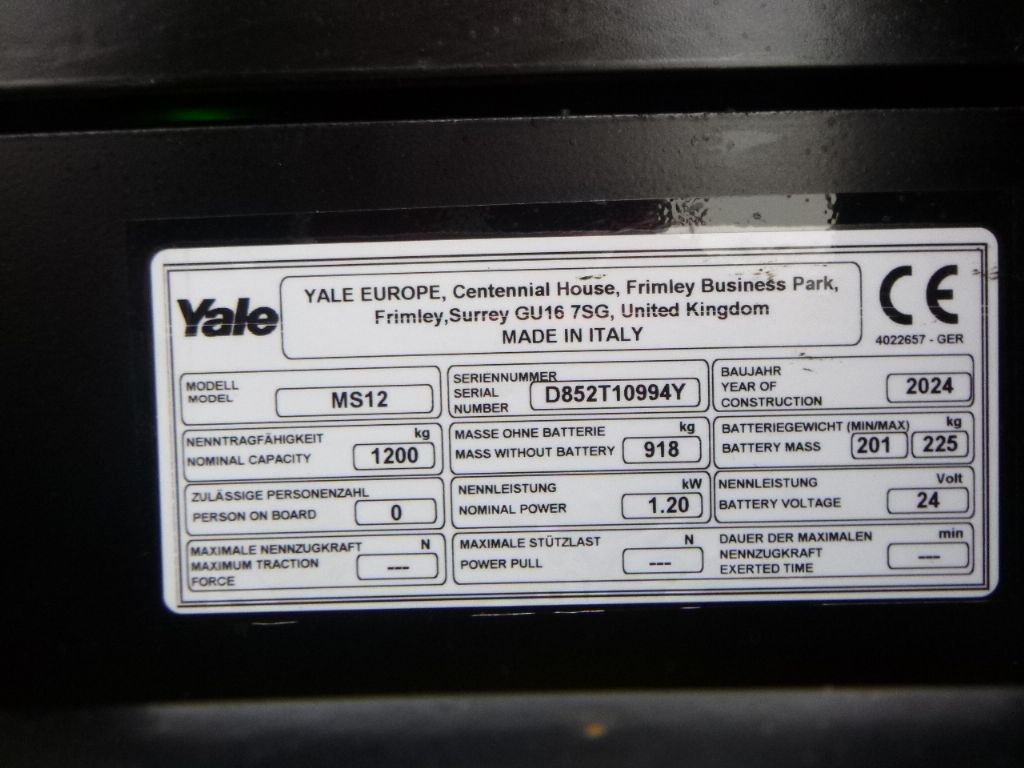 Yale
YALE EUROPE, Centennial House, Frimley Business Park,
Frimley,Surrey GU16 7SG, United Kingdom
MADE IN ITALY
CE
4022657 - GER
MODELL
MODEL
MS12
SERIENNUMMER
SERIAL
NUMBER
D852T10994Y
BAUJAHR
YEAR OF
CONSTRUCTION
2024
NENNTRAGFÄHIGKEIT kg
NOMINAL CAPACITY 1200
MASSE OHNE BATTERIE kg
MASS WITHOUT BATTERY 918
BATTERIEGEWICHT (MIN/MAX) kg
BATTERY MASS 201 225
ZULÄSSIGE PERSONENZAHL
PERSON ON BOARD 0
NENNLEISTUNG kW
NOMINAL POWER 1.20
NENNLEISTUNG Volt
BATTERY VOLTAGE 24
MAXIMALE NENNZUGKRAFT N
MAXIMUM TRACTION ---
FORCE
MAXIMALE STÜTZLAST N
POWER PULL ---
DAUER DER MAXIMALEN min
NENNZUGKRAFT ---
EXERTED TIME